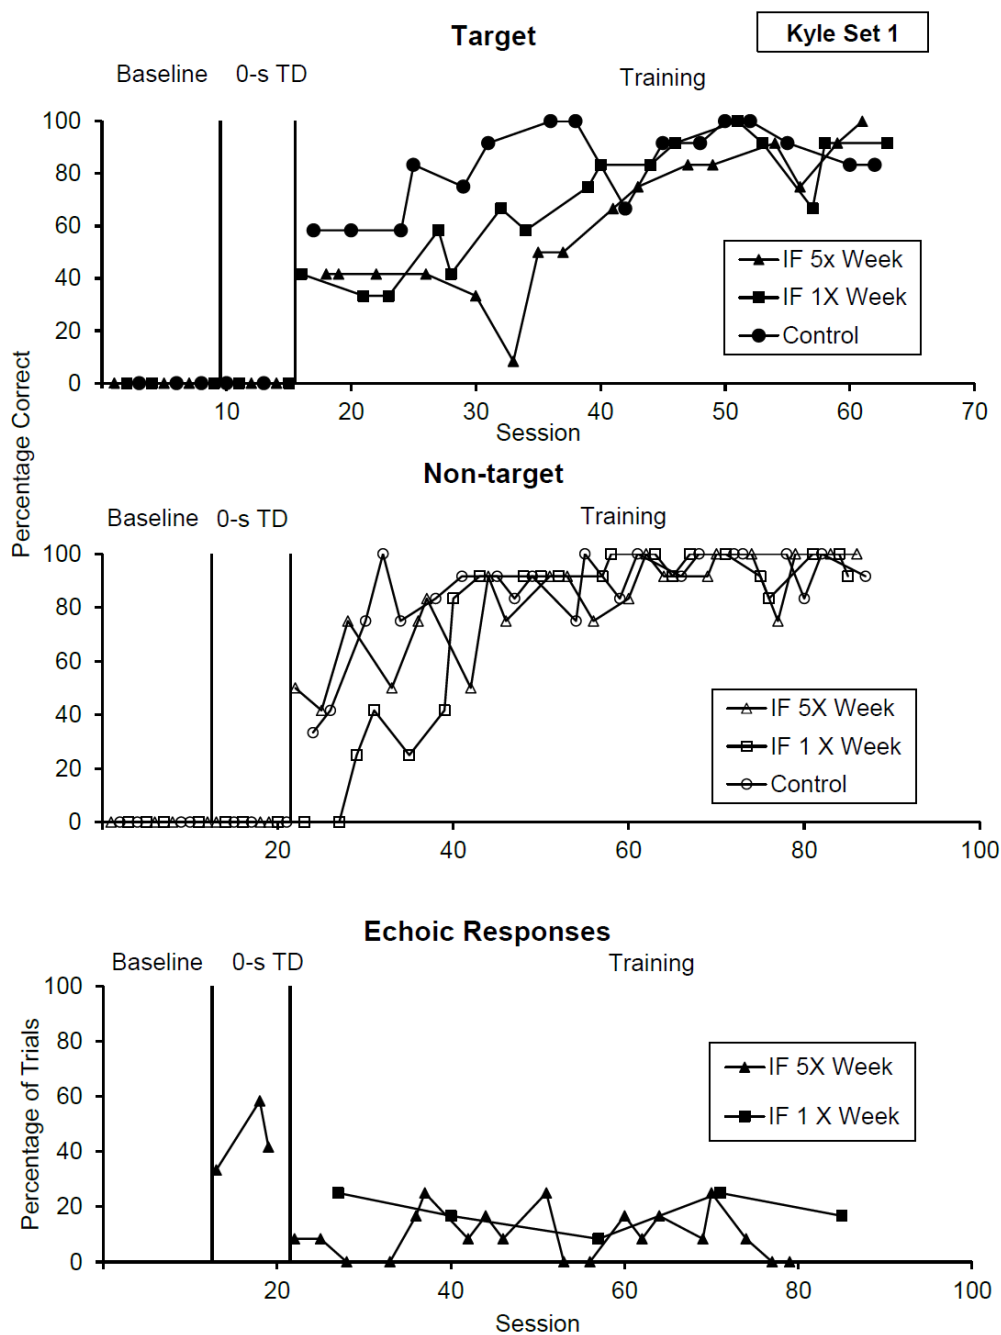 Target
Kyle Set 1
Baseline 0-s TD Training
100
80
60
40
20
0
IF 5x Week
IF 1X Week
Control
10 20 30 40 50 60 70
Session
Percentage Correct
Non-target
Baseline 0-s TD Training
100
80
60
40
20
0
IF 5X Week
IF 1 X Week
Control
20 40 60 80 100
Echoic Responses
Baseline 0-s TD Training
100
80
60
40
20
0
Percentage of Trials
IF 5X Week
IF 1 X Week
20 40 60 80 100
Session